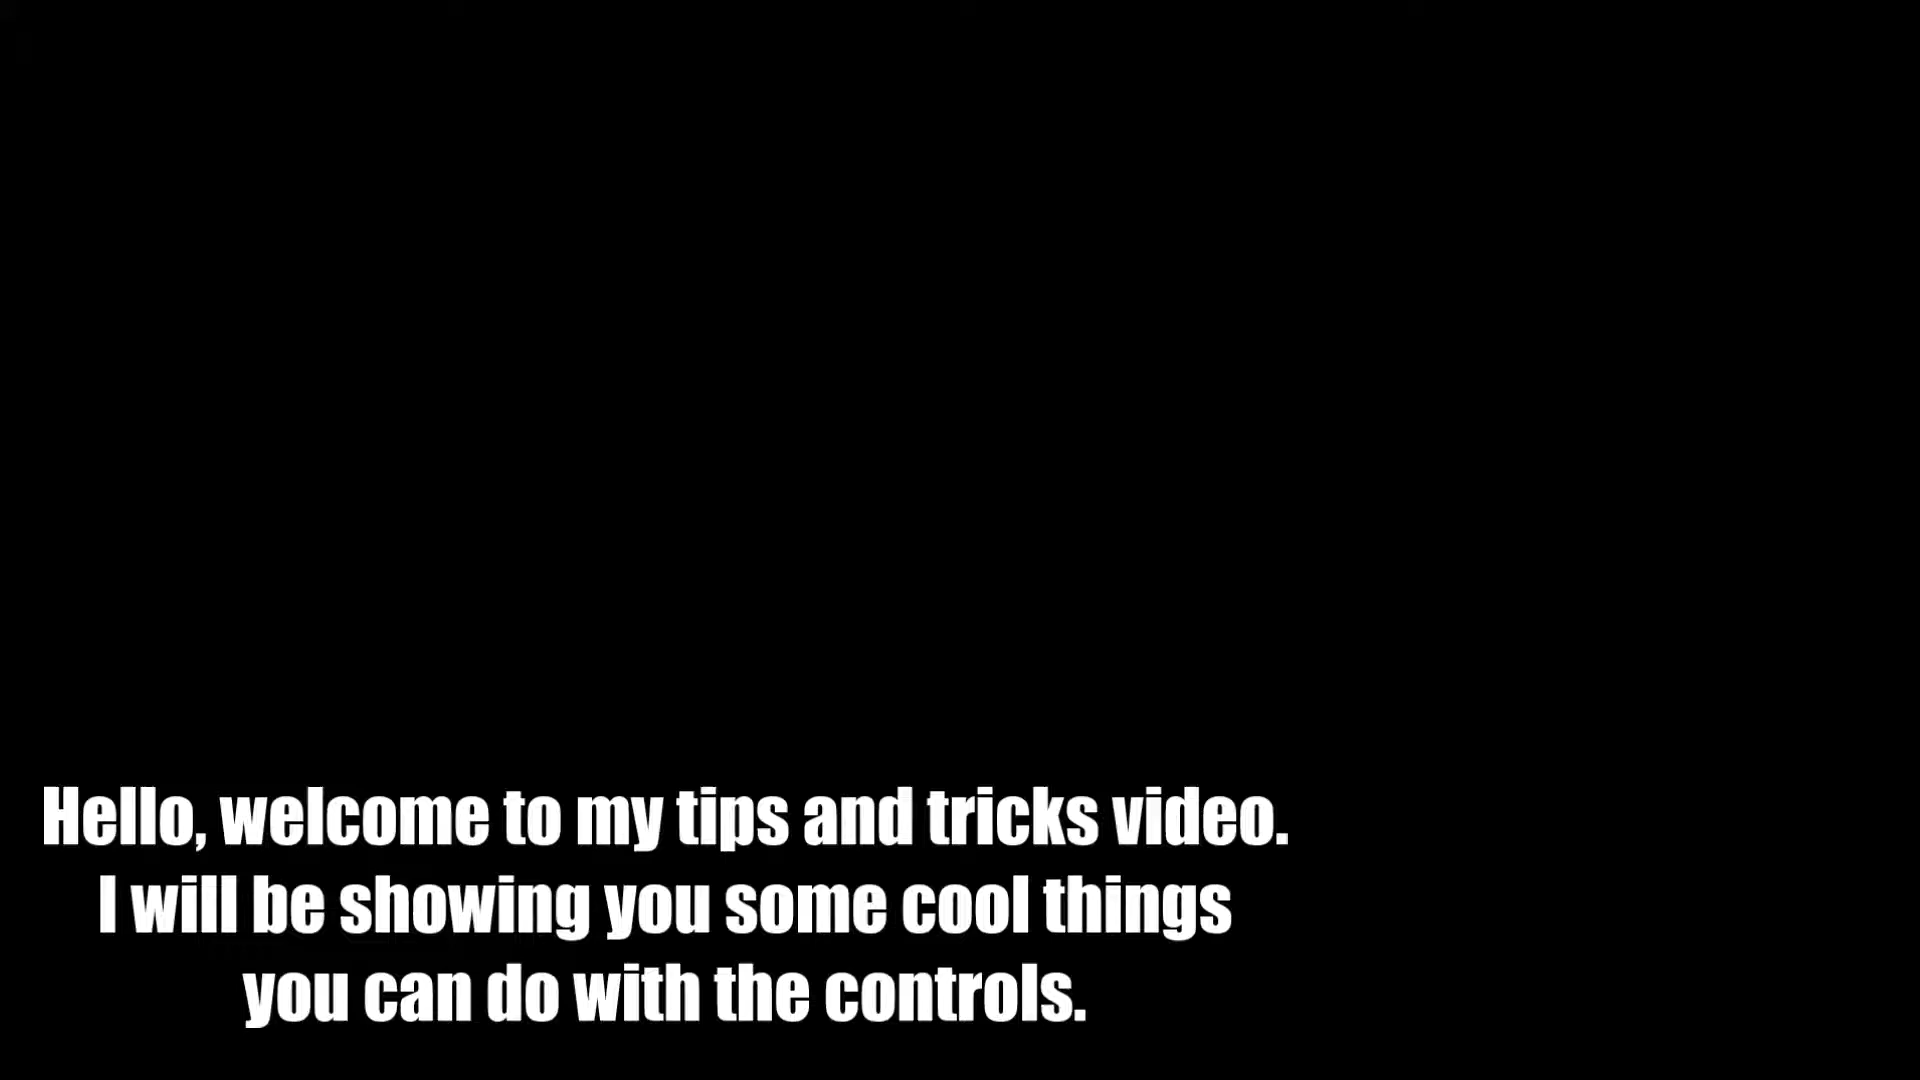 Hello, welcome to my tips and tricks video.
I will be showing you some cool things
you can do with the controls.